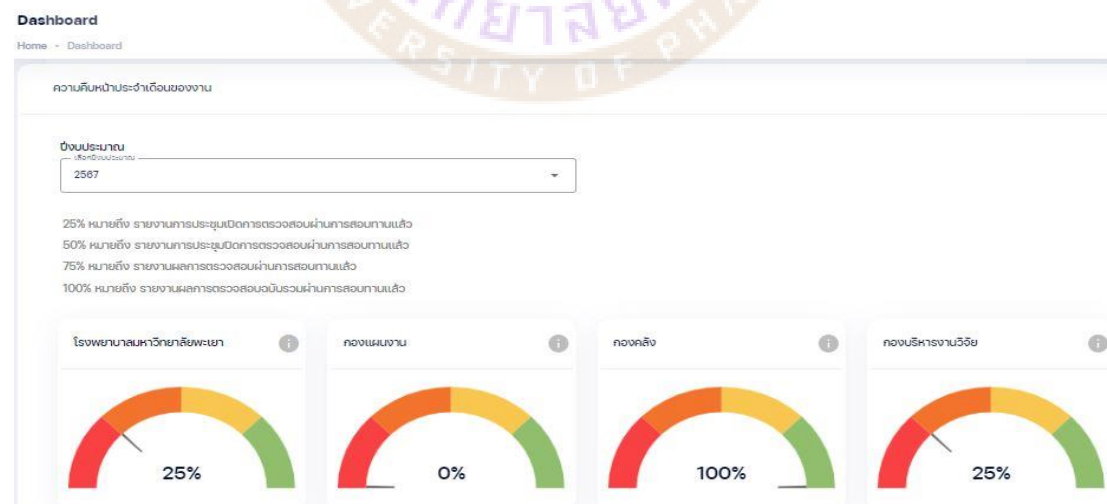 Dashboard
Home - Dashboard
ความคืบหน้าประจำเดือนของงาน
ปีงบประมาณ
เลือกปีงบประมาณ
2567
25% หมายถึง รายงานการประชุมเปิดการตรวจสอบผ่านการสอบทานแล้ว
50% หมายถึง รายงานการประชุมปิดการตรวจสอบผ่านการสอบทานแล้ว
75% หมายถึง รายงานผลการตรวจสอบผ่านการสอบทานแล้ว
100% หมายถึง รายงานผลการตรวจสอบฉบับรวมผ่านการสอบทานแล้ว
โรงพยาบาลมหาวิทยาลัยพะเยา
กองแผนงาน
กองคลัง
กองบริหารงานวิจัย
25%
0%
100%
25%